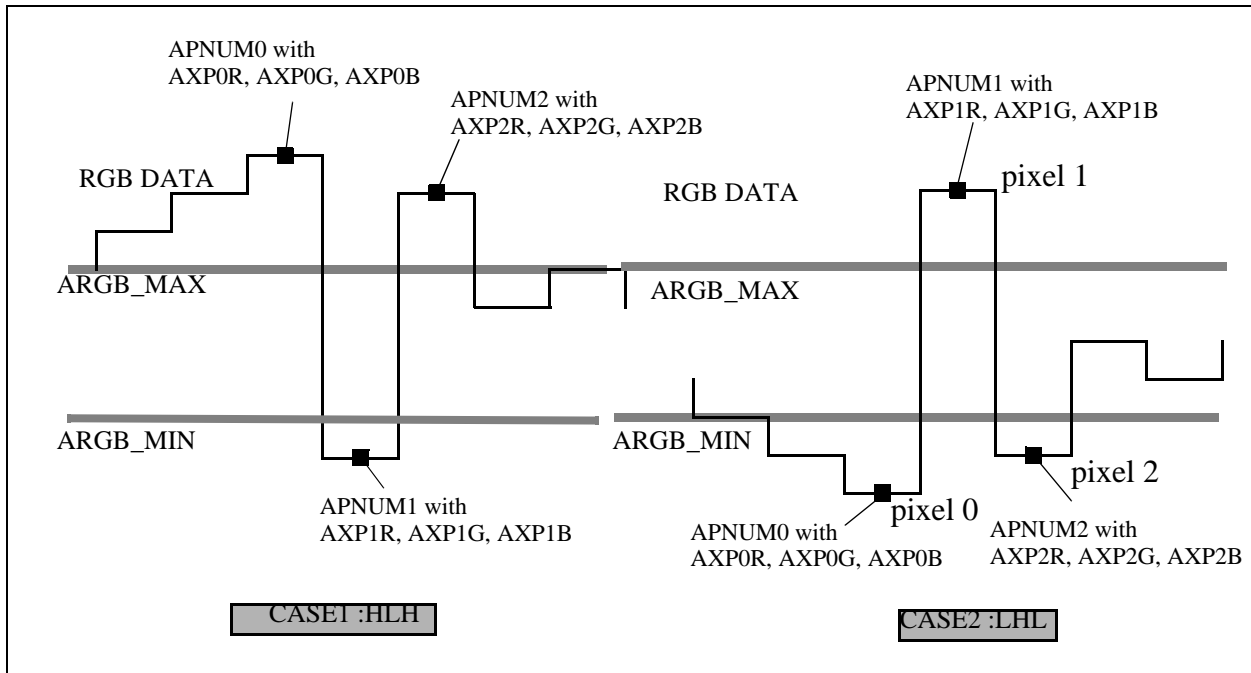 APNUM0 with
AXP0R, AXP0G, AXP0B
APNUM2 with
AXP2R, AXP2G, AXP2B
RGB DATA
ARGB_MAX
ARGB_MIN
APNUM1 with
AXP1R, AXP1G, AXP1B
CASE1 :HLH
APNUM1 with
AXP1R, AXP1G, AXP1B
RGB DATA
pixel 1
ARGB_MAX
ARGB_MIN
pixel 2
pixel 0
APNUM0 with
AXP0R, AXP0G, AXP0B
APNUM2 with
AXP2R, AXP2G, AXP2B
CASE2 :LHL